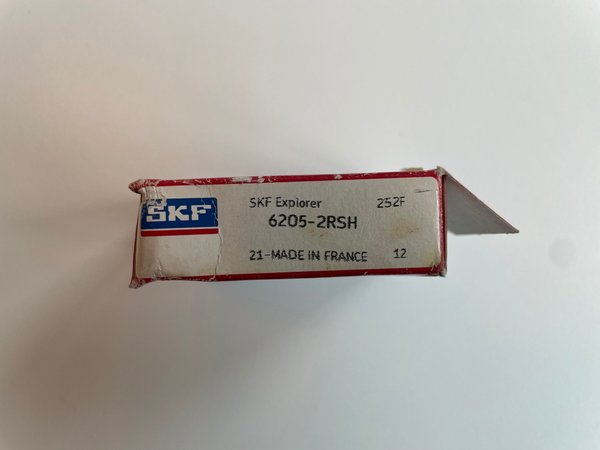 SKF
SKF Explorer 252F
6205-2RSH
21-MADE IN FRANCE 12